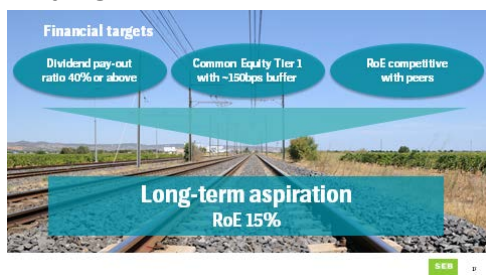 Financial targets
Dividend pay-out
ratio 40% or above
Common Equity Tier 1
with ~150bps buffer
RoE competitive
with peers
Long-term aspiration
RoE 15%
SEB